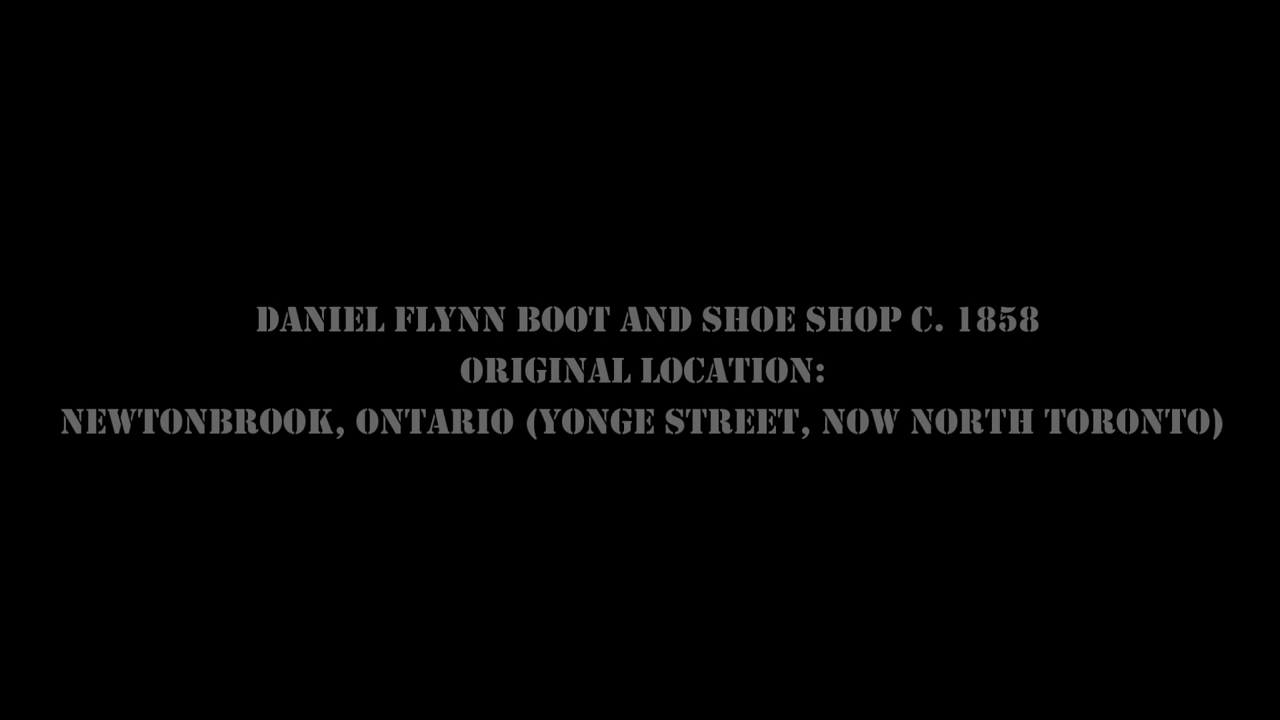 DANIEL FLYNN BOOT AND SHOE SHOP C. 1858
ORIGINAL LOCATION:
NEWTONBROOK, ONTARIO (YONGE STREET, NOW NORTH TORONTO)